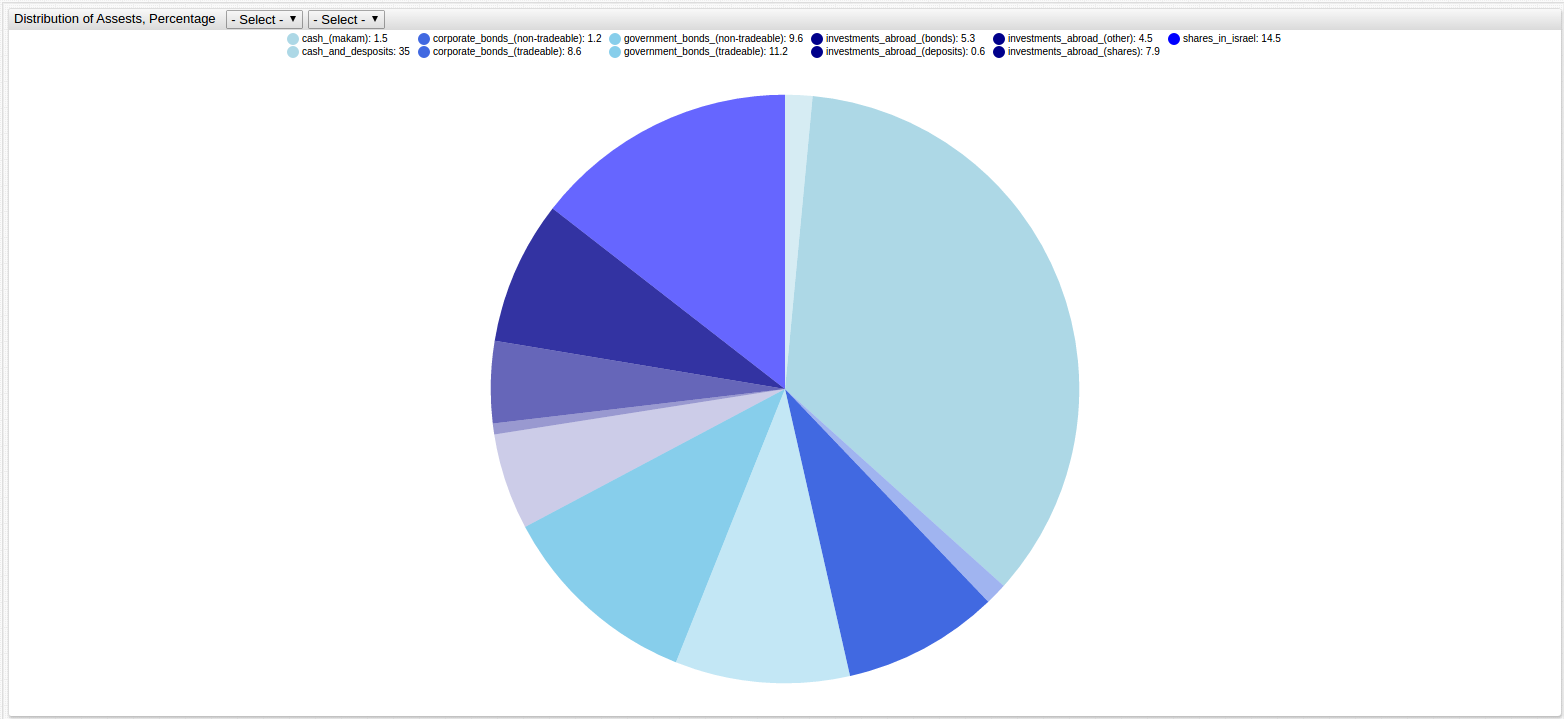 Distribution of Assests, Percentage - Select - - Select -
cash_(makam): 1.5 corporate_bonds_(non-tradeable): 1.2 government_bonds_(non-tradeable): 9.6 investments_abroad_(bonds): 5.3 investments_abroad_(other): 4.5 shares_in_israel: 14.5
cash_and_desposits: 35 corporate_bonds_(tradeable): 8.6 government_bonds_(tradeable): 11.2 investments_abroad_(deposits): 0.6 investments_abroad_(shares): 7.9